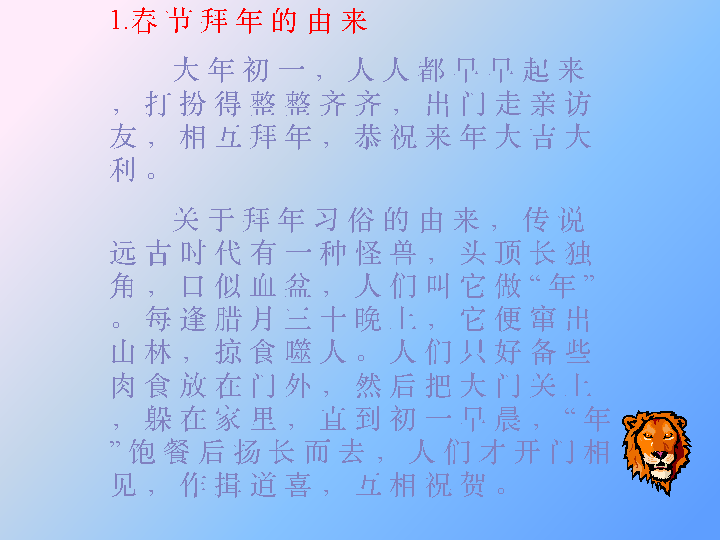 1.春节拜年的由来
大年初一，人人都早早起来
，打扮得整整齐齐，出门走亲访
友，相互拜年，恭祝来年大吉大
利。
关于拜年习俗的由来，传说
远古时代有一种怪兽，头顶长独
角，口似血盆，人们叫它做“年”
。每逢腊月三十晚上，它便窜出
山林，掠食噬人。人们只好备些
肉食放在门外，然后把大门关上
，躲在家里，直到初一早晨，“年
”饱餐后扬长而去，人们才开门相
见，作揖道喜，互相祝贺。